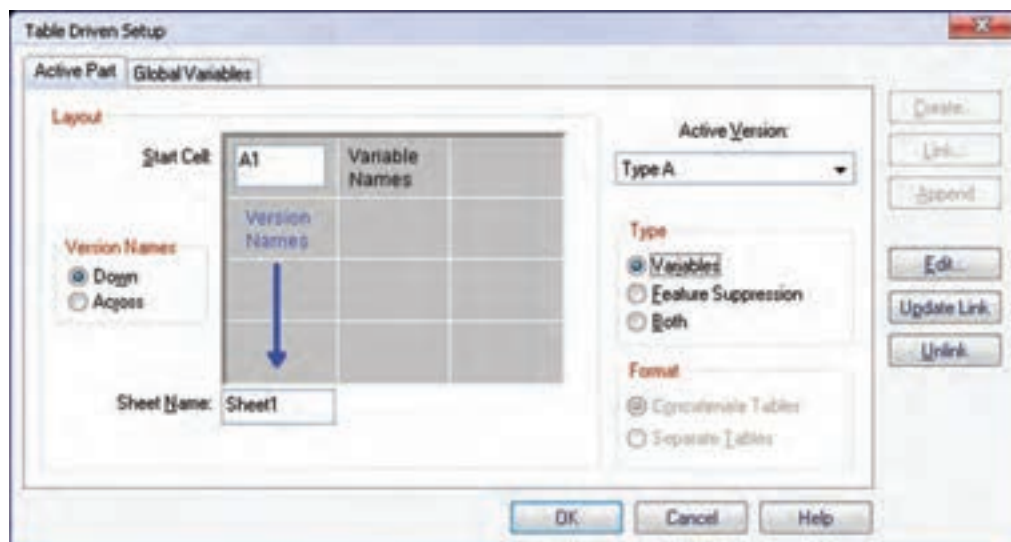 Table Driven Setup
Active Part
Global Variables
Layout
Start Cell:
A1
Variable
Names
Version
Names
Version Names
Down
Across
Sheet Name:
Sheet1
Active Version:
Type A
Type
Variables
Feature Suppression
Both
Format
Concatenate Tables
Separate Tables
Create...
Link...
Append
Edit...
Update Link
Unlink
OK
Cancel
Help